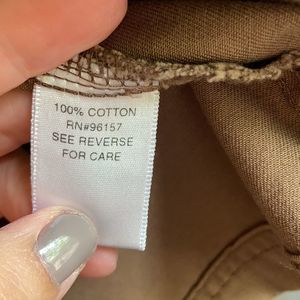 100% COTTON
RN#96157
SEE REVERSE
FOR CARE